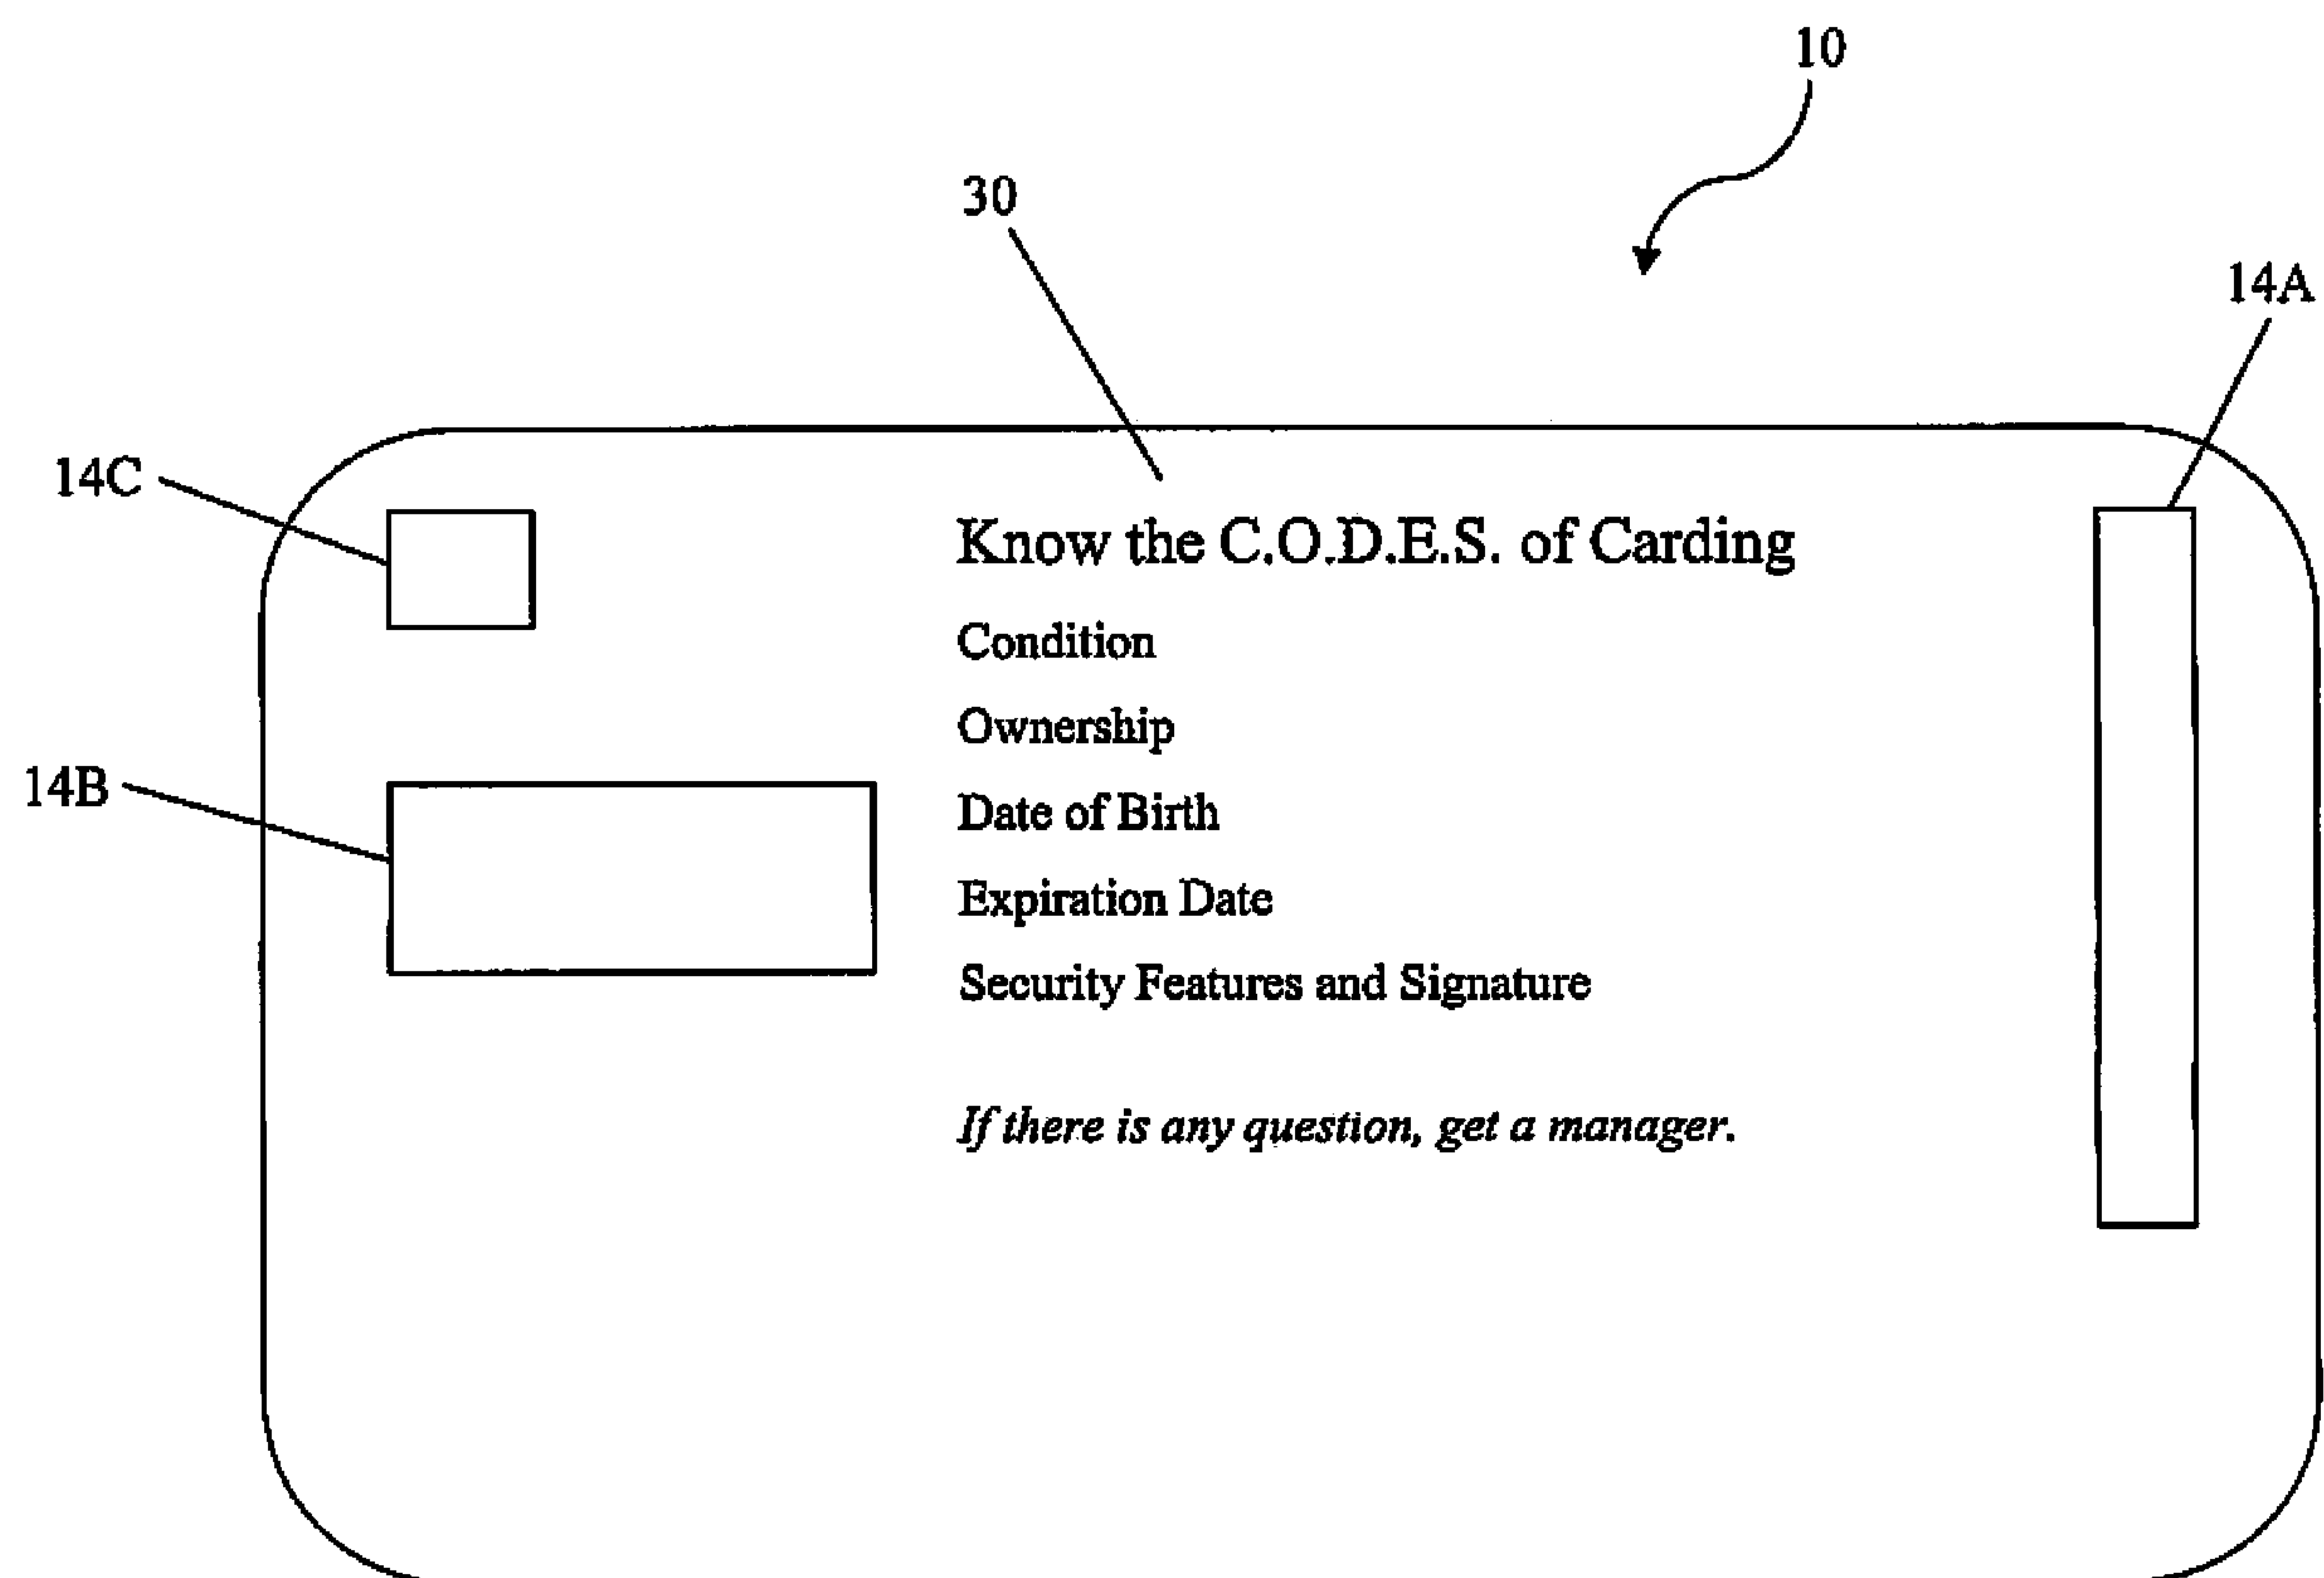 10
30
14A
14C
Know the C.O.D.E.S. of Carding
Condition
Ownership
14B
Date of Birth
Expiration Date
Security Features and Signature
If there is any question, get a manager.